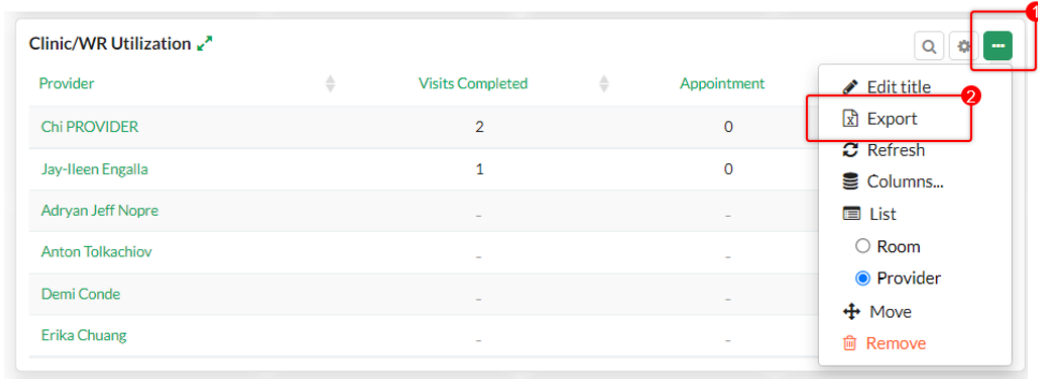 1
Clinic/WR Utilization
Provider Visits Completed Appointment
Edit title
2
Chi PROVIDER 2 0
Export
Refresh
Jay-Ileen Engalla 1 0
Columns...
Adryan Jeff Nopre - -
List
Room
Anton Tolkachiov - -
Provider
Demi Conde - -
Move
Erika Chuang - -
Remove